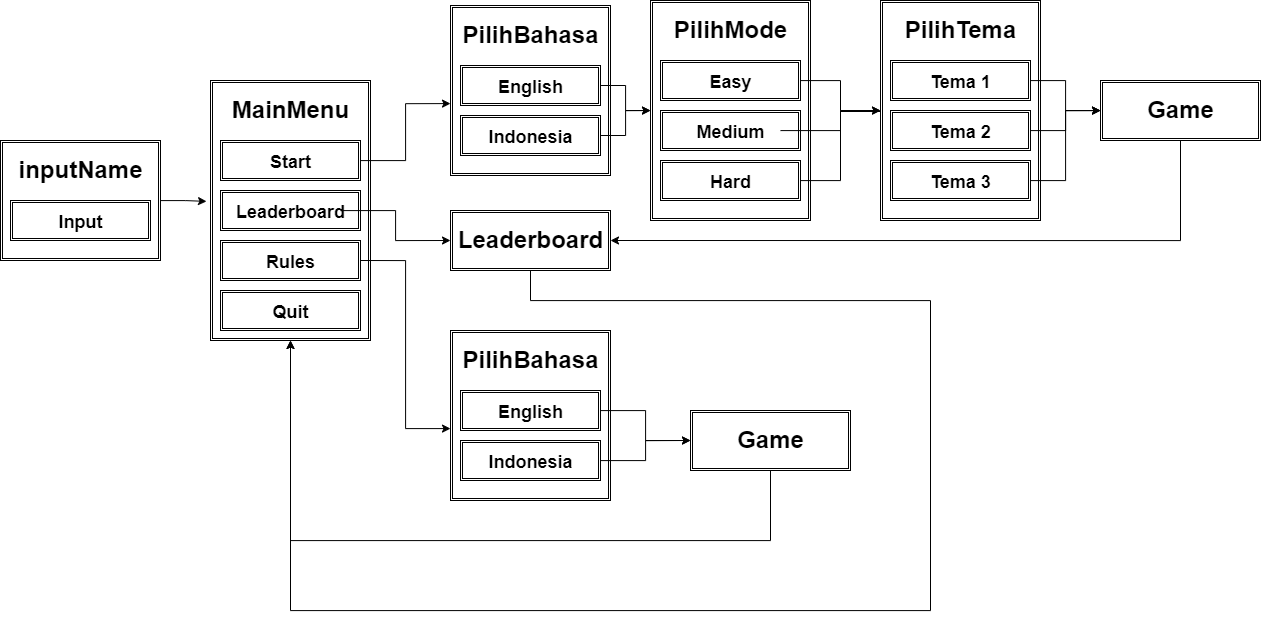 inputName
Input
MainMenu
Start
Leaderboard
Rules
Quit
PilihBahasa
English
Indonesia
PilihMode
Easy
Medium
Hard
PilihTema
Tema 1
Tema 2
Tema 3
Game
Leaderboard
PilihBahasa
English
Indonesia
Game